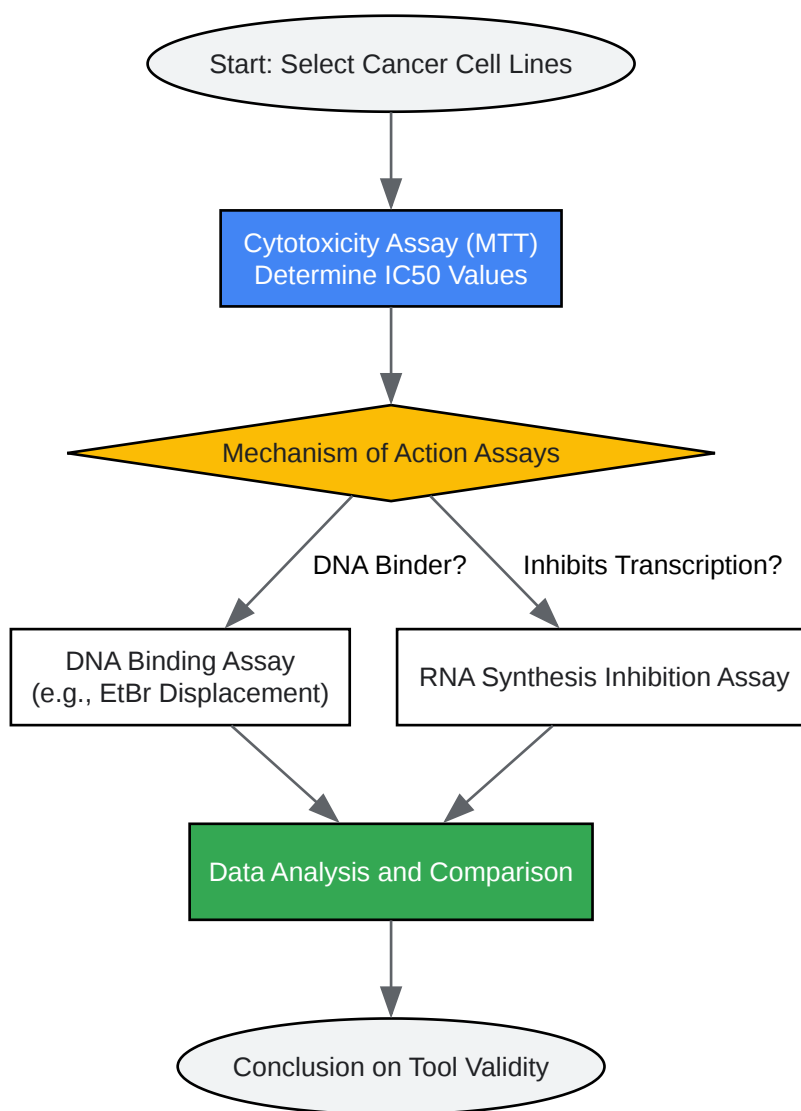 Start: Select Cancer Cell Lines
Cytotoxicity Assay (MTT)
Determine IC50 Values
Mechanism of Action Assays
DNA Binder?
Inhibits Transcription?
DNA Binding Assay
(e.g., EtBr Displacement)
RNA Synthesis Inhibition Assay
Data Analysis and Comparison
Conclusion on Tool Validity